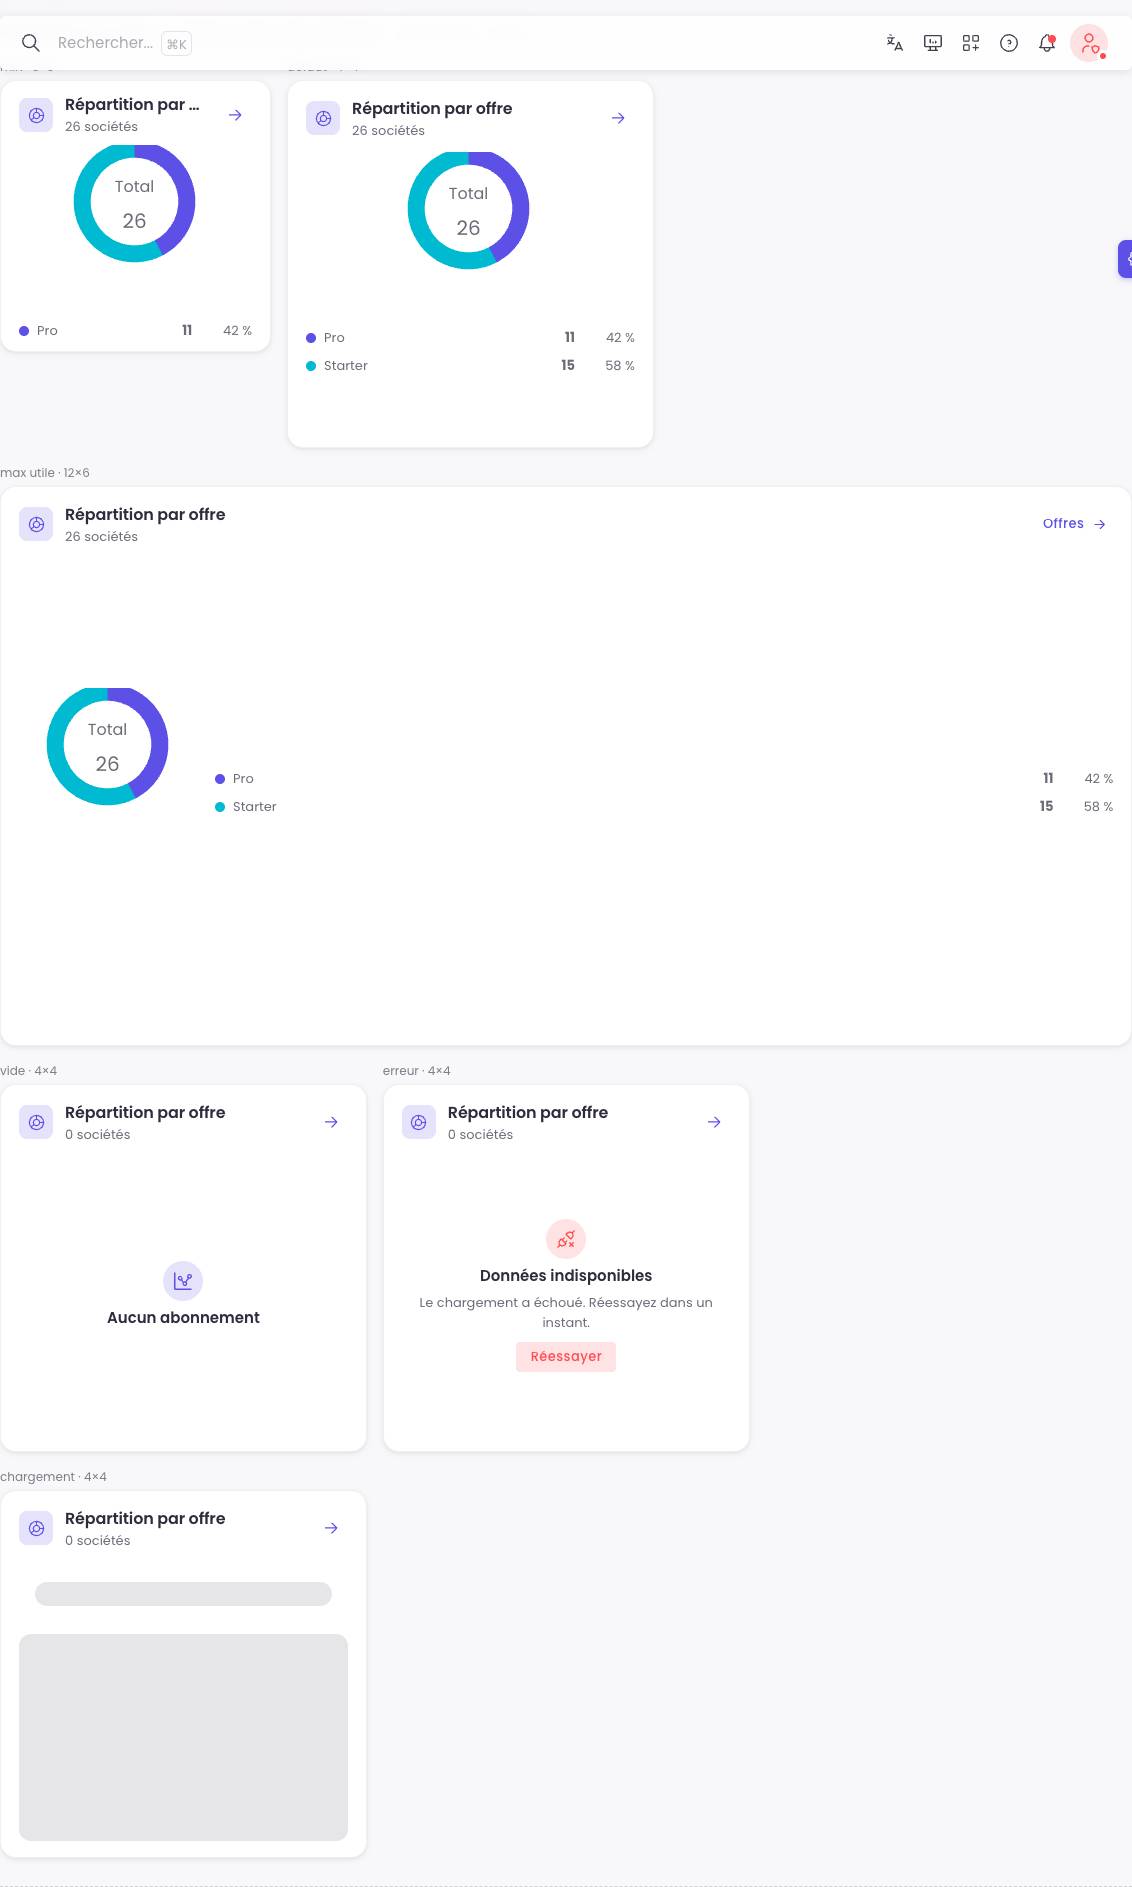 Rechercher... ⌘K
Répartition par ...
26 sociétés
Total
26
Pro 11 42 %
Répartition par offre
26 sociétés
Total
26
Pro 11 42 %
Starter 15 58 %
max utile · 12×6
Répartition par offre
26 sociétés
Offres
Total
26
Pro 11 42 %
Starter 15 58 %
vide · 4×4
Répartition par offre
0 sociétés
Aucun abonnement
erreur · 4×4
Répartition par offre
0 sociétés
Données indisponibles
Le chargement a échoué. Réessayez dans un
instant.
Réessayer
chargement · 4×4
Répartition par offre
0 sociétés